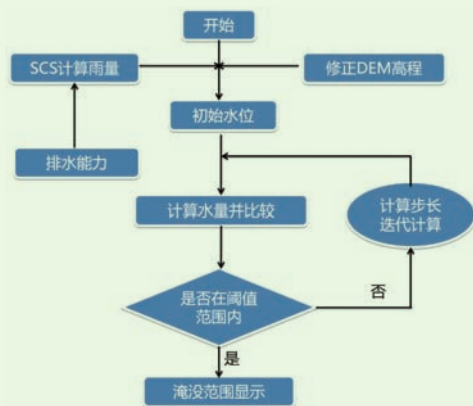 开始
SCS计算雨量
修正DEM高程
初始水位
排水能力
计算水量并比较
计算步长
迭代计算
是否在阈值
范围内
否
是
淹没范围显示